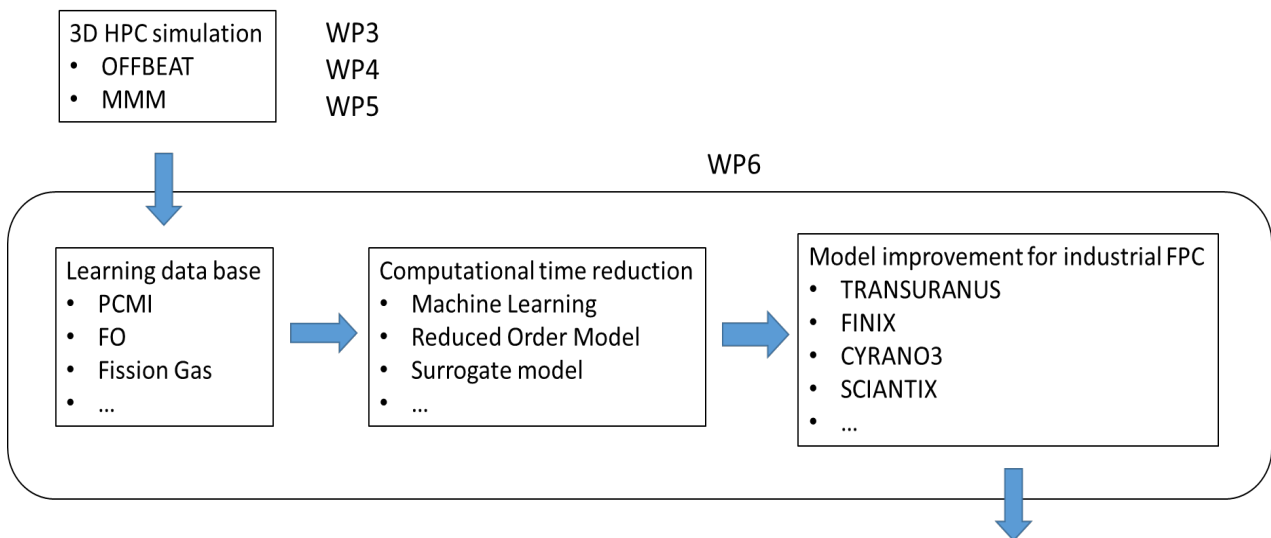 3D HPC simulation
• OFFBEAT
• MMM
WP3
WP4
WP5
WP6
Learning data base
• PCMI
• FO
• Fission Gas
• ...
Computational time reduction
• Machine Learning
• Reduced Order Model
• Surrogate model
• ...
Model improvement for industrial FPC
• TRANSURANUS
• FINIX
• CYRANO3
• SCIANTIX
• ...